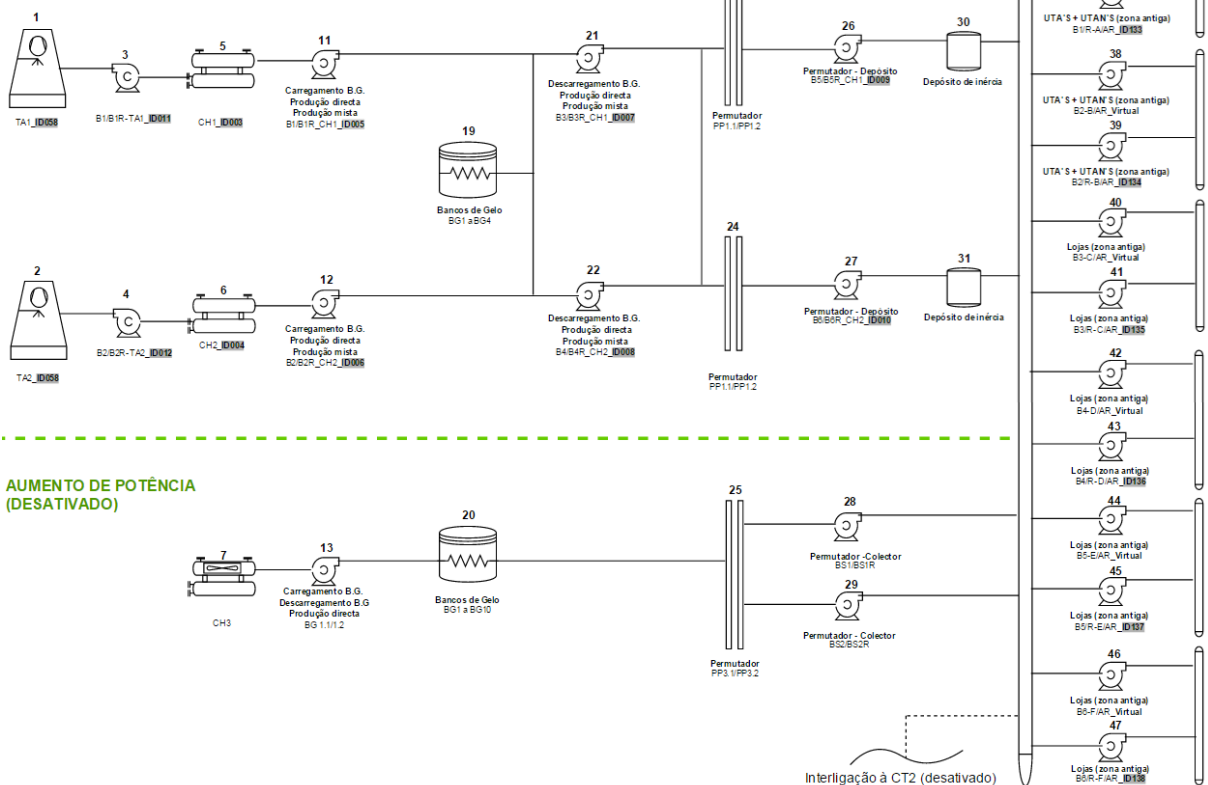 1
TA1_ID058
3
B1/B1R-TA1_ID011
5
CH1_ID003
11
Carregamento B.G.
Produção directa
Produção mista
B1/B1R_CH1_ID005
19
Bancos de Gelo
BG1 a BG4
21
Descarregamento B.G.
Produção directa
Produção mista
B3/B3R_CH1_ID007
Permutador
PP1.1/PP1.2
26
Permutador - Depósito
B5/B5R_CH1_ID009
30
Depósito de inércia
2
TA2_ID058
4
B2/B2R-TA2_ID012
6
CH2_ID004
12
Carregamento B.G.
Produção directa
Produção mista
B2/B2R_CH2_ID006
22
Descarregamento B.G.
Produção directa
Produção mista
B4/B4R_CH2_ID008
24
Permutador
PP1.1/PP1.2
27
Permutador - Depósito
B6/B6R_CH2_ID010
31
Depósito de inércia
AUMENTO DE POTÊNCIA
(DESATIVADO)
7
CH3
13
Carregamento B.G.
Descarregamento B.G
Produção directa
BG 1.1/1.2
20
Bancos de Gelo
BG1 a BG10
25
Permutador
PP3.1/PP3.2
28
Permutador -Colector
BS1/BS1R
29
Permutador - Colector
BS2/BS2R
Interligação à CT2 (desativado)
UTA'S + UTAN'S (zona antiga)
B1/R-A/AR_ID133
38
UTA'S + UTAN'S (zona antiga)
B2-B/AR_Virtual
39
UTA'S + UTAN'S (zona antiga)
B2/R-B/AR_ID134
40
Lojas (zona antiga)
B3-C/AR_Virtual
41
Lojas (zona antiga)
B3/R-C/AR_ID135
42
Lojas (zona antiga)
B4-D/AR_Virtual
43
Lojas (zona antiga)
B4/R-D/AR_ID136
44
Lojas (zona antiga)
B5-E/AR_Virtual
45
Lojas (zona antiga)
B5/R-E/AR_ID137
46
Lojas (zona antiga)
B6-F/AR_Virtual
47
Lojas (zona antiga)
B6/R-F/AR_ID138